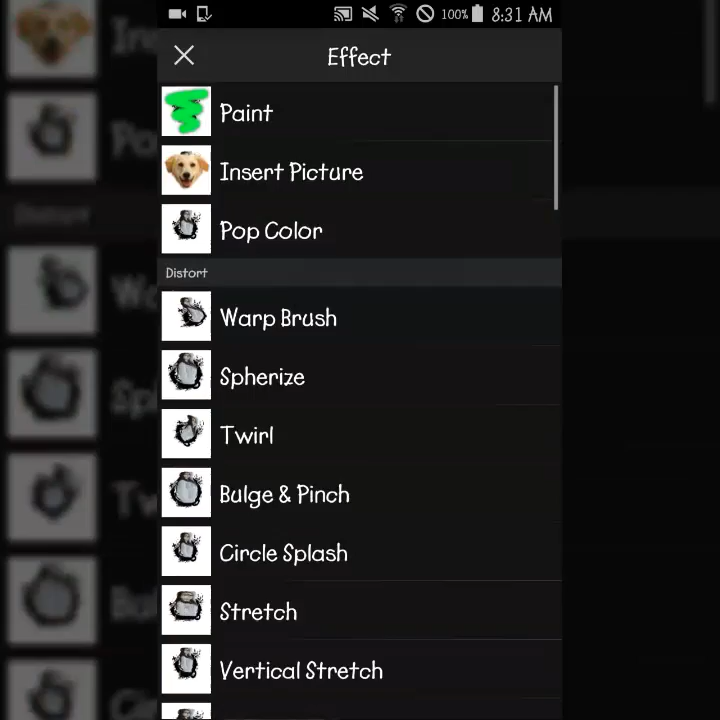 100% 8:31 AM
Effect
Paint
Insert Picture
Pop Color
Distort
Warp Brush
Spherize
Twirl
Bulge & Pinch
Circle Splash
Stretch
Vertical Stretch